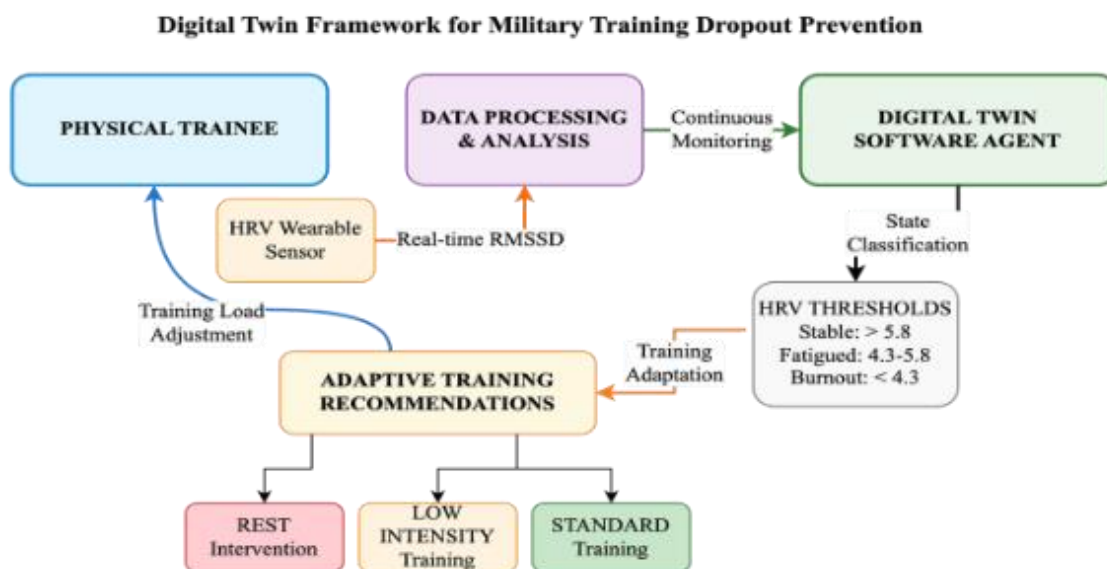 Digital Twin Framework for Military Training Dropout Prevention
PHYSICAL TRAINEE
DATA PROCESSING
& ANALYSIS
Continuous
Monitoring
DIGITAL TWIN
SOFTWARE AGENT
HRV Wearable
Sensor
Real-time RMSSD
State
Classification
Training Load
Adjustment
HRV THRESHOLDS
Stable: > 5.8
Fatigued: 4.3-5.8
Burnout: < 4.3
Training
Adaptation
ADAPTIVE TRAINING
RECOMMENDATIONS
REST
Intervention
LOW
INTENSITY
Training
STANDARD
Training